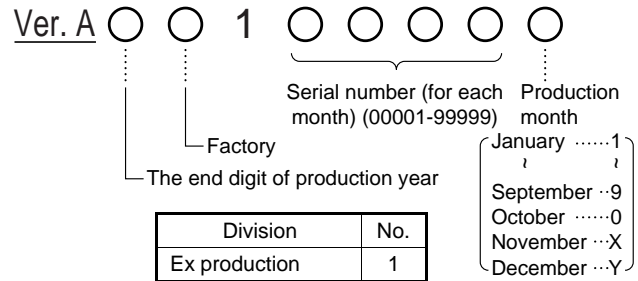 Ver. A ○ ○ 1 ○ ○ ○ ○ ○
Serial number (for each month) (00001-99999)
Production month
January ······1
~ ~
September ··9
October ······0
November ···X
December ···Y
Factory
The end digit of production year
Division No.
Ex production 1